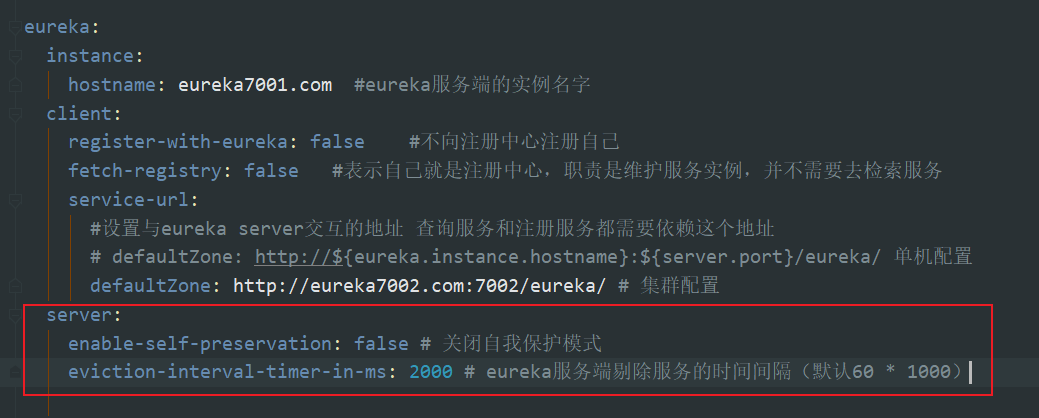 eureka:
  instance:
    hostname: eureka7001.com  #eureka服务端的实例名字
  client:
    register-with-eureka: false    #不向注册中心注册自己
    fetch-registry: false   #表示自己就是注册中心，职责是维护服务实例，并不需要去检索服务
    service-url:
      #设置与eureka server交互的地址 查询服务和注册服务都需要依赖这个地址
      # defaultZone: http://${eureka.instance.hostname}:${server.port}/eureka/ 单机配置
      defaultZone: http://eureka7002.com:7002/eureka/ # 集群配置
  server:
    enable-self-preservation: false # 关闭自我保护模式
    eviction-interval-timer-in-ms: 2000 # eureka服务端剔除服务的时间间隔（默认60 * 1000）